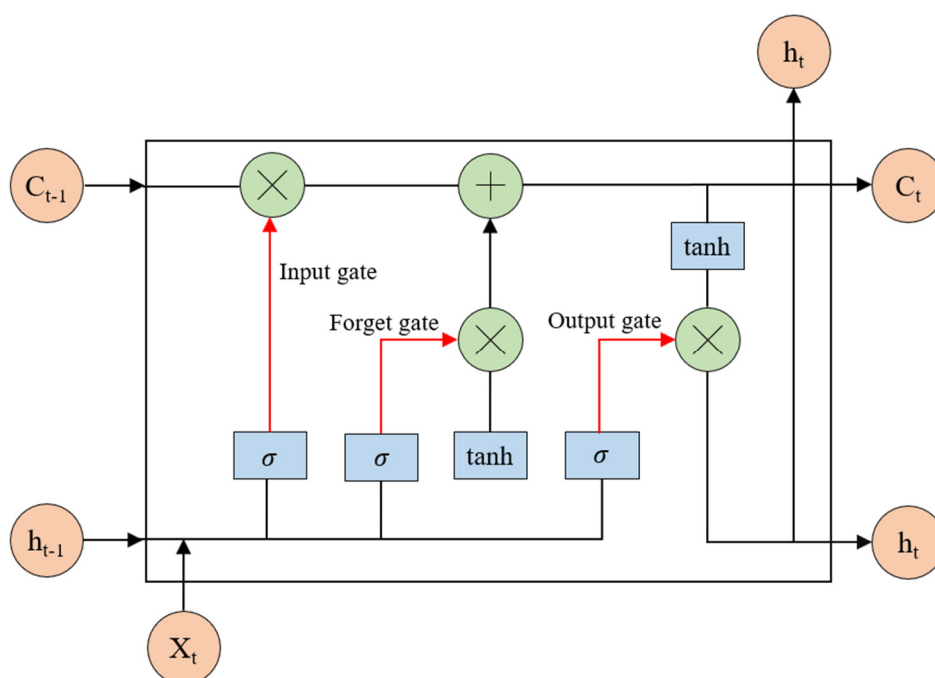 hₜ
Cₜ₋₁
Cₜ
tanh
Input gate
Forget gate
Output gate
σ
σ
tanh
σ
hₜ₋₁
hₜ
Xₜ